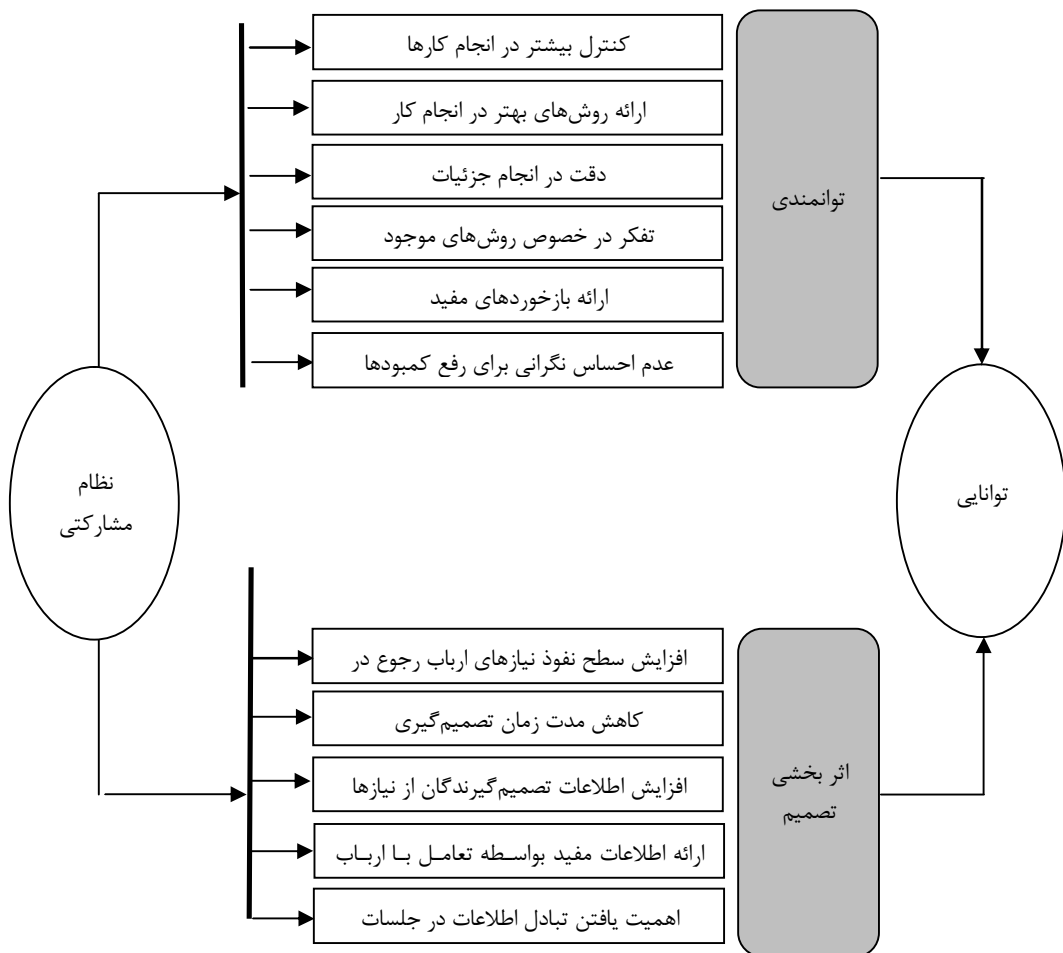 کنترل بیشتر در انجام کارها
ارائه روش‌های بهتر در انجام کار
دقت در انجام جزئیات
تفکر در خصوص روش‌های موجود
ارائه بازخوردهای مفید
عدم احساس نگرانی برای رفع کمبودها
توانمندی
نظام
مشارکتی
توانایی
افزایش سطح نفوذ نیازهای ارباب رجوع در
کاهش مدت زمان تصمیم‌گیری
افزایش اطلاعات تصمیم‌گیرندگان از نیازها
ارائه اطلاعات مفید بواسطه تعامل با ارباب
اهمیت یافتن تبادل اطلاعات در جلسات
اثر بخشی
تصمیم